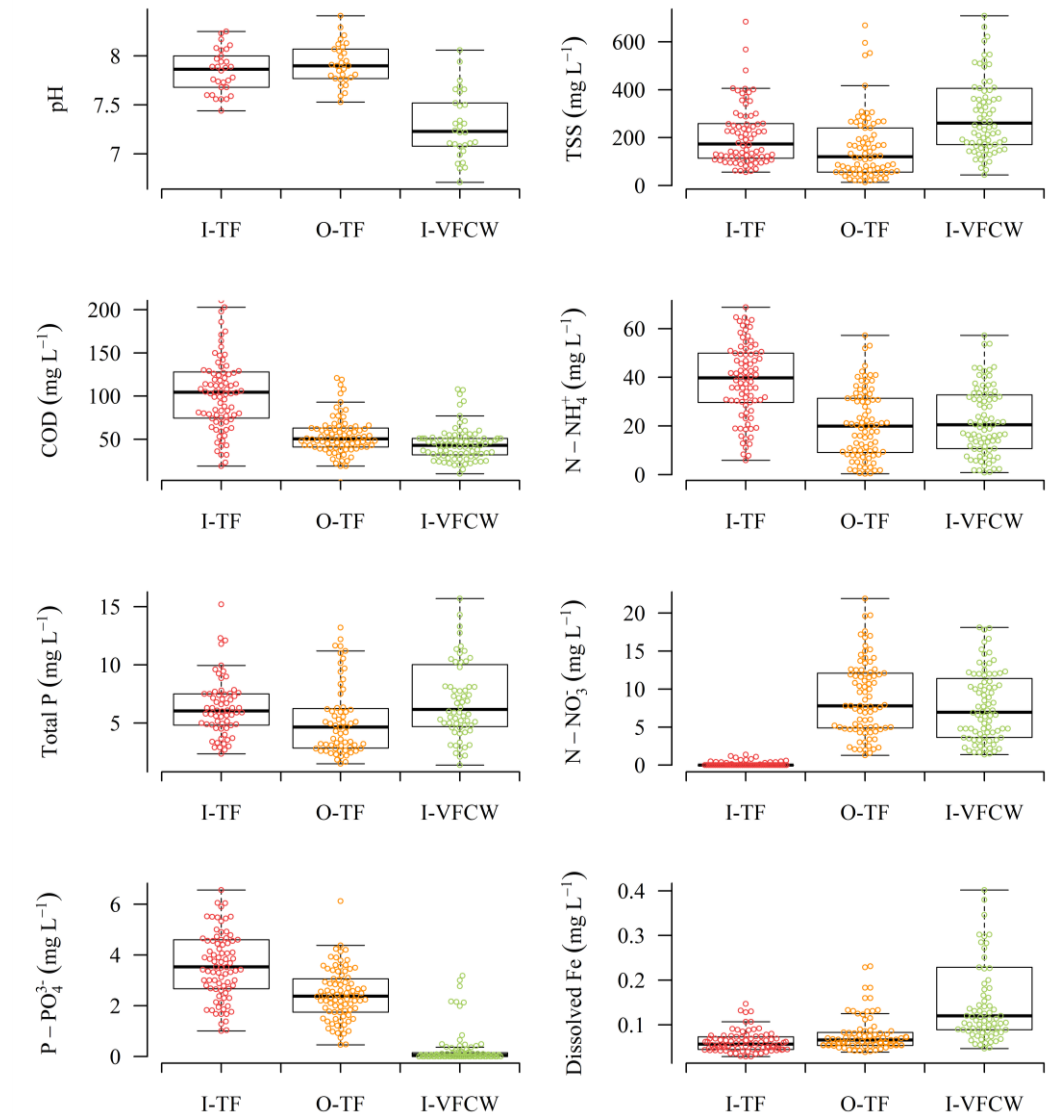 pH
8
7.5
7
I-TF O-TF I-VFCW
TSS (mg L⁻¹)
600
400
200
0
I-TF O-TF I-VFCW
COD (mg L⁻¹)
200
150
100
50
I-TF O-TF I-VFCW
N − NH₄⁺ (mg L⁻¹)
60
40
20
0
I-TF O-TF I-VFCW
Total P (mg L⁻¹)
15
10
5
I-TF O-TF I-VFCW
N − NO₃⁻ (mg L⁻¹)
20
15
10
5
0
I-TF O-TF I-VFCW
P − PO₄³⁻ (mg L⁻¹)
6
4
2
0
I-TF O-TF I-VFCW
Dissolved Fe (mg L⁻¹)
0.4
0.3
0.2
0.1
I-TF O-TF I-VFCW